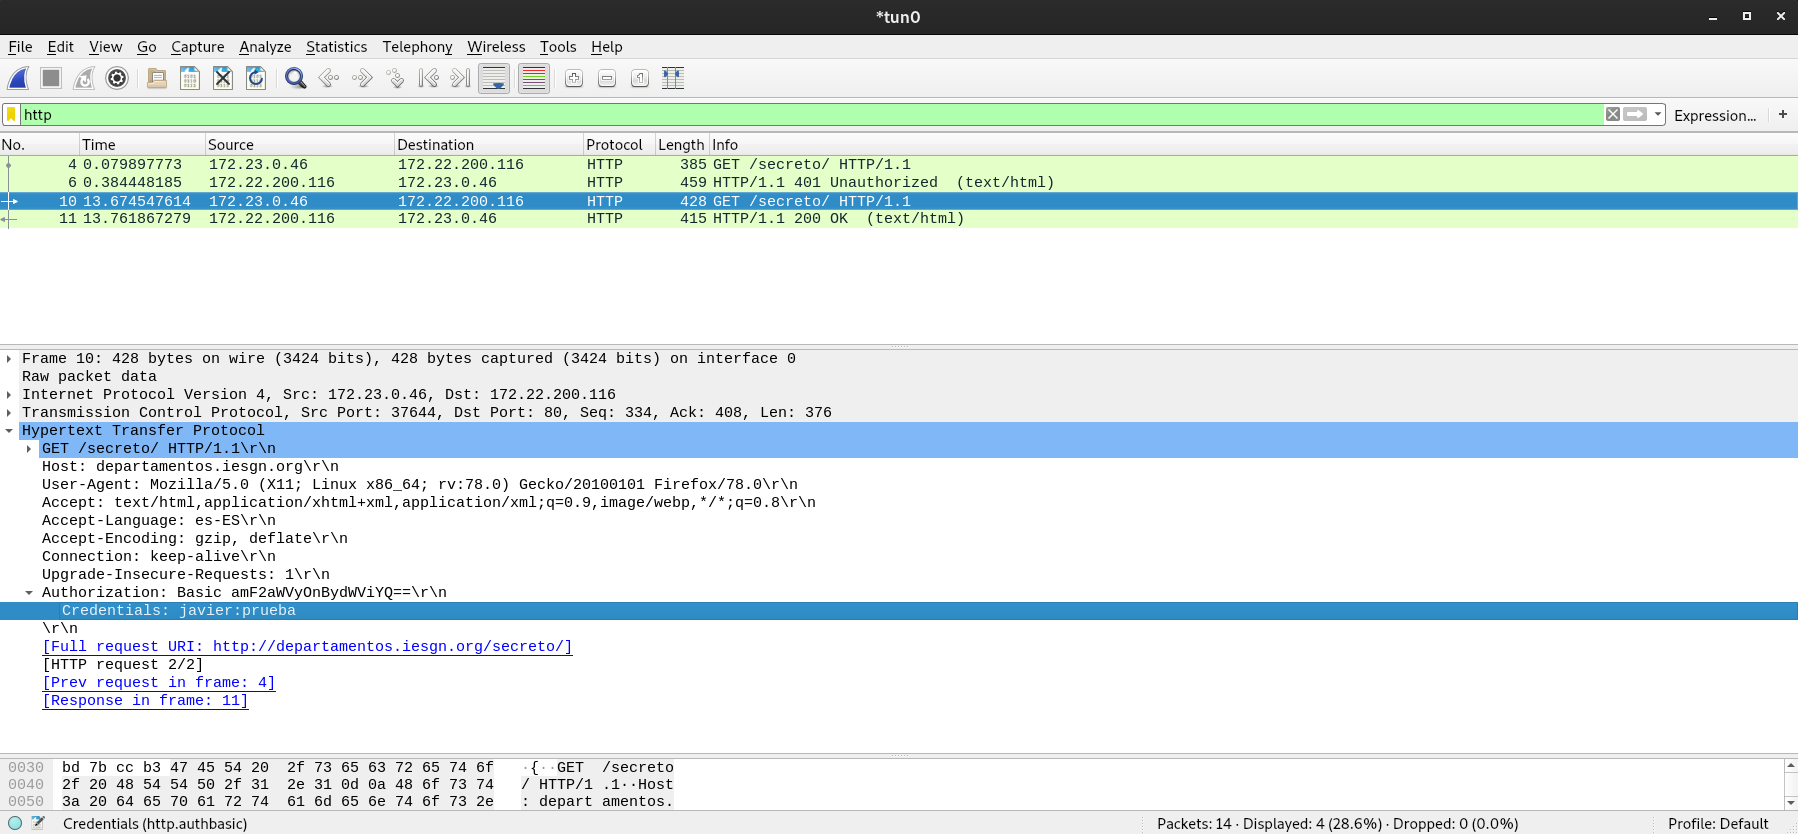 *tun0
File Edit View Go Capture Analyze Statistics Telephony Wireless Tools Help
http
Expression... +
No. Time Source Destination Protocol Length Info
4 0.079897773 172.23.0.46 172.22.200.116 HTTP 385 GET /secreto/ HTTP/1.1
6 0.384448185 172.22.200.116 172.23.0.46 HTTP 459 HTTP/1.1 401 Unauthorized  (text/html)
10 13.674547614 172.23.0.46 172.22.200.116 HTTP 428 GET /secreto/ HTTP/1.1
11 13.761867279 172.22.200.116 172.23.0.46 HTTP 415 HTTP/1.1 200 OK  (text/html)
Frame 10: 428 bytes on wire (3424 bits), 428 bytes captured (3424 bits) on interface 0
Raw packet data
Internet Protocol Version 4, Src: 172.23.0.46, Dst: 172.22.200.116
Transmission Control Protocol, Src Port: 37644, Dst Port: 80, Seq: 334, Ack: 408, Len: 376
Hypertext Transfer Protocol
GET /secreto/ HTTP/1.1\r\n
Host: departamentos.iesgn.org\r\n
User-Agent: Mozilla/5.0 (X11; Linux x86_64; rv:78.0) Gecko/20100101 Firefox/78.0\r\n
Accept: text/html,application/xhtml+xml,application/xml;q=0.9,image/webp,*/*;q=0.8\r\n
Accept-Language: es-ES\r\n
Accept-Encoding: gzip, deflate\r\n
Connection: keep-alive\r\n
Upgrade-Insecure-Requests: 1\r\n
Authorization: Basic amF2aWVyOnBydWViYQ==\r\n
Credentials: javier:prueba
\r\n
[Full request URI: http://departamentos.iesgn.org/secreto/]
[HTTP request 2/2]
[Prev request in frame: 4]
[Response in frame: 11]
0030 bd 7b cc b3 47 45 54 20  2f 73 65 63 72 65 74 6f ·{··GET  /secreto
0040 2f 20 48 54 54 50 2f 31  2e 31 0d 0a 48 6f 73 74 / HTTP/1 .1··Host
0050 3a 20 64 65 70 61 72 74  61 6d 65 6e 74 6f 73 2e : depart amentos.
Credentials (http.authbasic) Packets: 14 · Displayed: 4 (28.6%) · Dropped: 0 (0.0%) Profile: Default